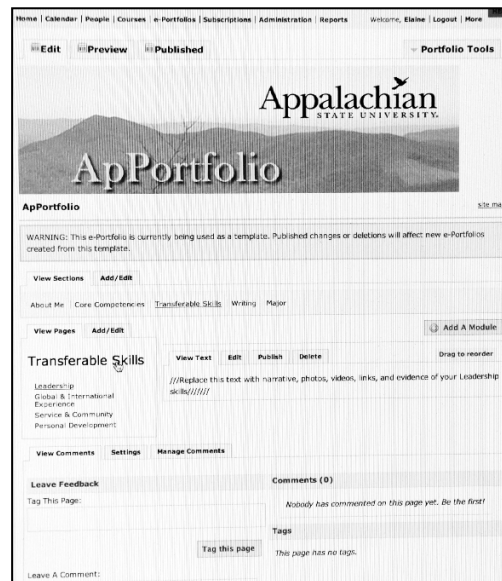 Home | Calendar | People | Courses | e-Portfolios | Subscriptions | Administration | Reports
Welcome, Elaine | Logout | More
Edit
Preview
Published
Portfolio Tools
Appalachian
STATE UNIVERSITY.
ApPortfolio
ApPortfolio
site ma
WARNING: This e-Portfolio is currently being used as a template. Published changes or deletions will affect new e-Portfolios
created from this template.
View Sections
Add/Edit
About Me
Core Competencies
Transferable Skills
Writing
Major
View Pages
Add/Edit
Add A Module
Transferable Skills
Leadership
Global & International
Experience
Service & Community
Personal Development
View Text
Edit
Publish
Delete
Drag to reorder
///Replace this text with narrative, photos, videos, links, and evidence of your Leadership
skills///////
View Comments
Settings
Manage Comments
Leave Feedback
Tag This Page:
Tag this page
Leave A Comment:
Comments (0)
Nobody has commented on this page yet. Be the first!
Tags
This page has no tags.